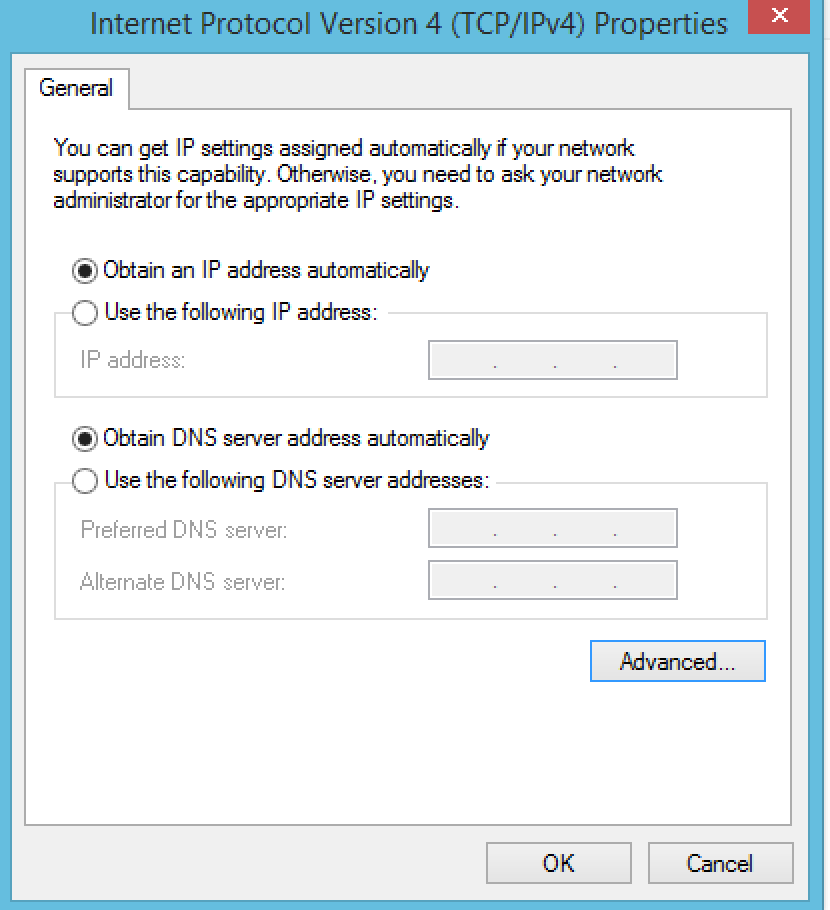 Internet Protocol Version 4 (TCP/IPv4) Properties
General
You can get IP settings assigned automatically if your network
supports this capability. Otherwise, you need to ask your network
administrator for the appropriate IP settings.
Obtain an IP address automatically
Use the following IP address:
IP address:
Obtain DNS server address automatically
Use the following DNS server addresses:
Preferred DNS server:
Alternate DNS server:
Advanced...
OK
Cancel